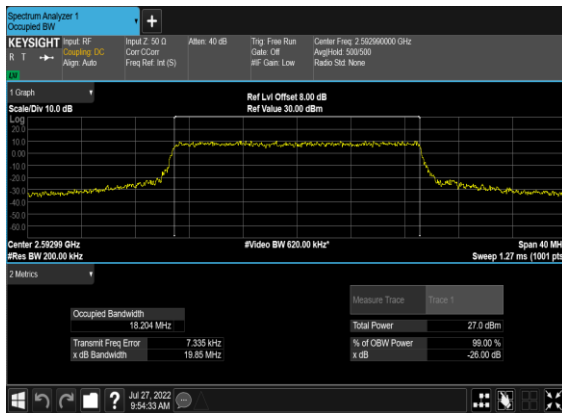 Spectrum Analyzer 1
Occupied BW
+
KEYSIGHT
R T
LXI
Input: RF
Coupling: DC
Align: Auto
Input Z: 50 Ω
Corr CCorr
Freq Ref: Int (S)
Atten: 40 dB
Trig: Free Run
Gate: Off
#IF Gain: Low
Center Freq: 2.592990000 GHz
Avg|Hold: 500/500
Radio Std: None
1 Graph
Scale/Div 10.0 dB
Ref Lvl Offset 8.00 dB
Ref Value 30.00 dBm
Log
20.0
10.0
0.00
-10.0
-20.0
-30.0
-40.0
-50.0
-60.0
Center 2.59299 GHz
#Res BW 200.00 kHz
#Video BW 620.00 kHz*
Span 40 MH
Sweep 1.27 ms (1001 pts
2 Metrics
Occupied Bandwidth
18.204 MHz
Transmit Freq Error 7.335 kHz
x dB Bandwidth 19.85 MHz
Measure Trace Trace 1
Total Power 27.0 dBm
% of OBW Power 99.00 %
x dB -26.00 dB
?
Jul 27, 2022
9:54:33 AM